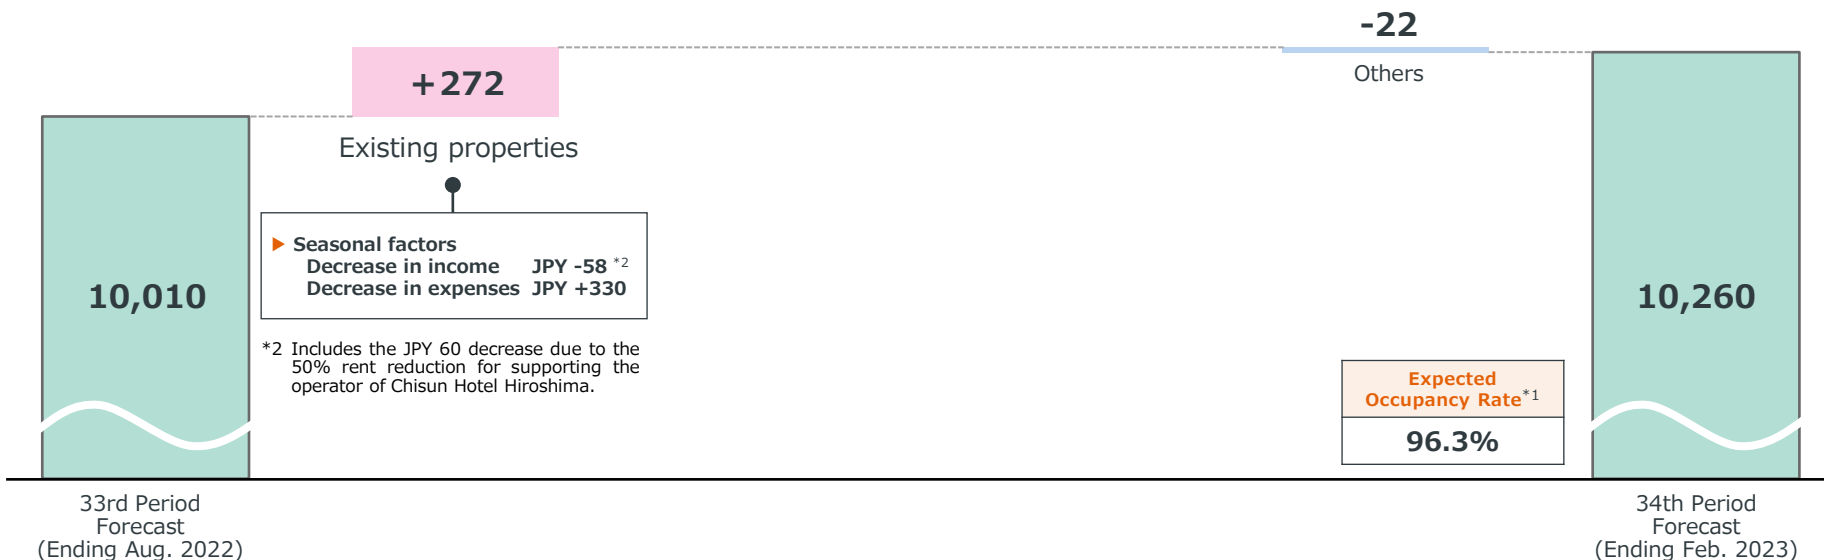 -22
Others
+272
Existing properties
▶ Seasonal factors
Decrease in income JPY -58 *2
Decrease in expenses JPY +330
*2 Includes the JPY 60 decrease due to the
50% rent reduction for supporting the
operator of Chisun Hotel Hiroshima.
10,010
10,260
Expected
Occupancy Rate*1
96.3%
33rd Period
Forecast
(Ending Aug. 2022)
34th Period
Forecast
(Ending Feb. 2023)